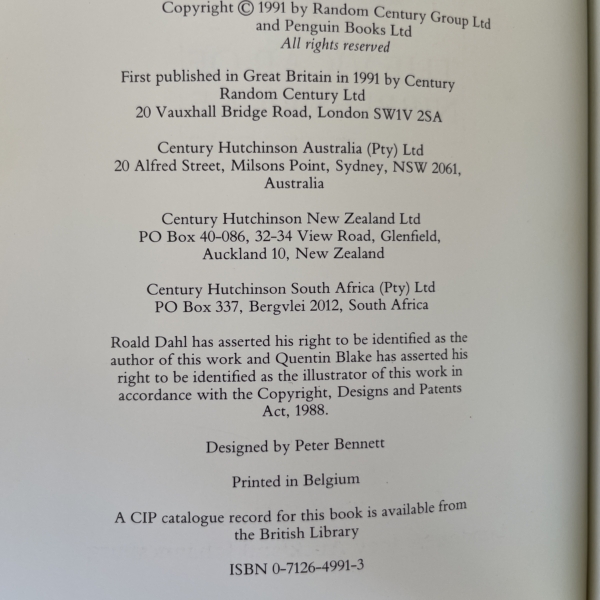 Copyright © 1991 by Random Century Group Ltd
and Penguin Books Ltd
All rights reserved
First published in Great Britain in 1991 by Century
Random Century Ltd
20 Vauxhall Bridge Road, London SW1V 2SA
Century Hutchinson Australia (Pty) Ltd
20 Alfred Street, Milsons Point, Sydney, NSW 2061,
Australia
Century Hutchinson New Zealand Ltd
PO Box 40-086, 32-34 View Road, Glenfield,
Auckland 10, New Zealand
Century Hutchinson South Africa (Pty) Ltd
PO Box 337, Bergvlei 2012, South Africa
Roald Dahl has asserted his right to be identified as the
author of this work and Quentin Blake has asserted his
right to be identified as the illustrator of this work in
accordance with the Copyright, Designs and Patents
Act, 1988.
Designed by Peter Bennett
Printed in Belgium
A CIP catalogue record for this book is available from
the British Library
ISBN 0-7126-4991-3